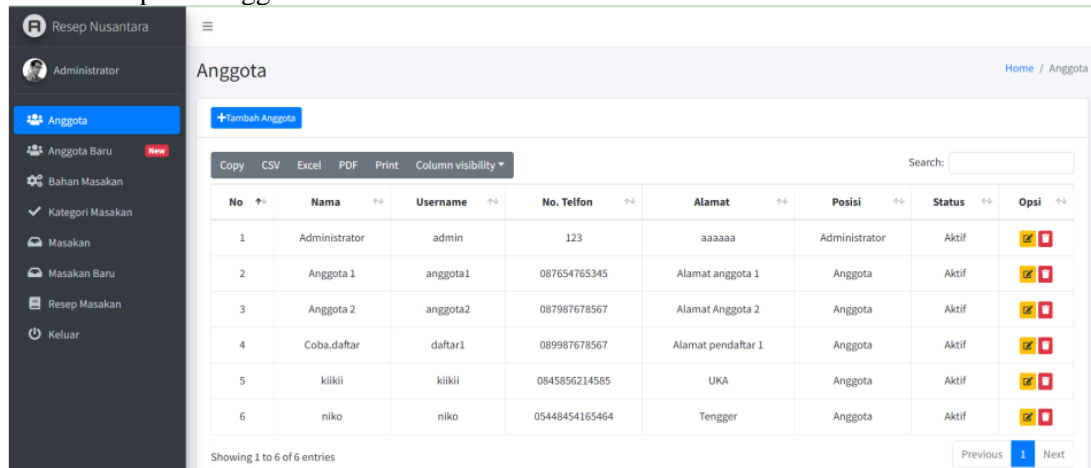 Resep Nusantara
Administrator
Anggota
Anggota Baru New
Bahan Masakan
Kategori Masakan
Masakan
Masakan Baru
Resep Masakan
Keluar
Anggota
Home / Anggota
+Tambah Anggota
Copy CSV Excel PDF Print Column visibility
Search:
No Nama Username No. Telfon Alamat Posisi Status Opsi
1 Administrator admin 123 aaaaaa Administrator Aktif
2 Anggota 1 anggota1 087654765345 Alamat anggota 1 Anggota Aktif
3 Anggota 2 anggota2 087987678567 Alamat Anggota 2 Anggota Aktif
4 Coba.daftar daftar1 089987678567 Alamat pendaftar 1 Anggota Aktif
5 kiikii kiikii 0845856214585 UKA Anggota Aktif
6 niko niko 05448454165464 Tengger Anggota Aktif
Showing 1 to 6 of 6 entries
Previous 1 Next